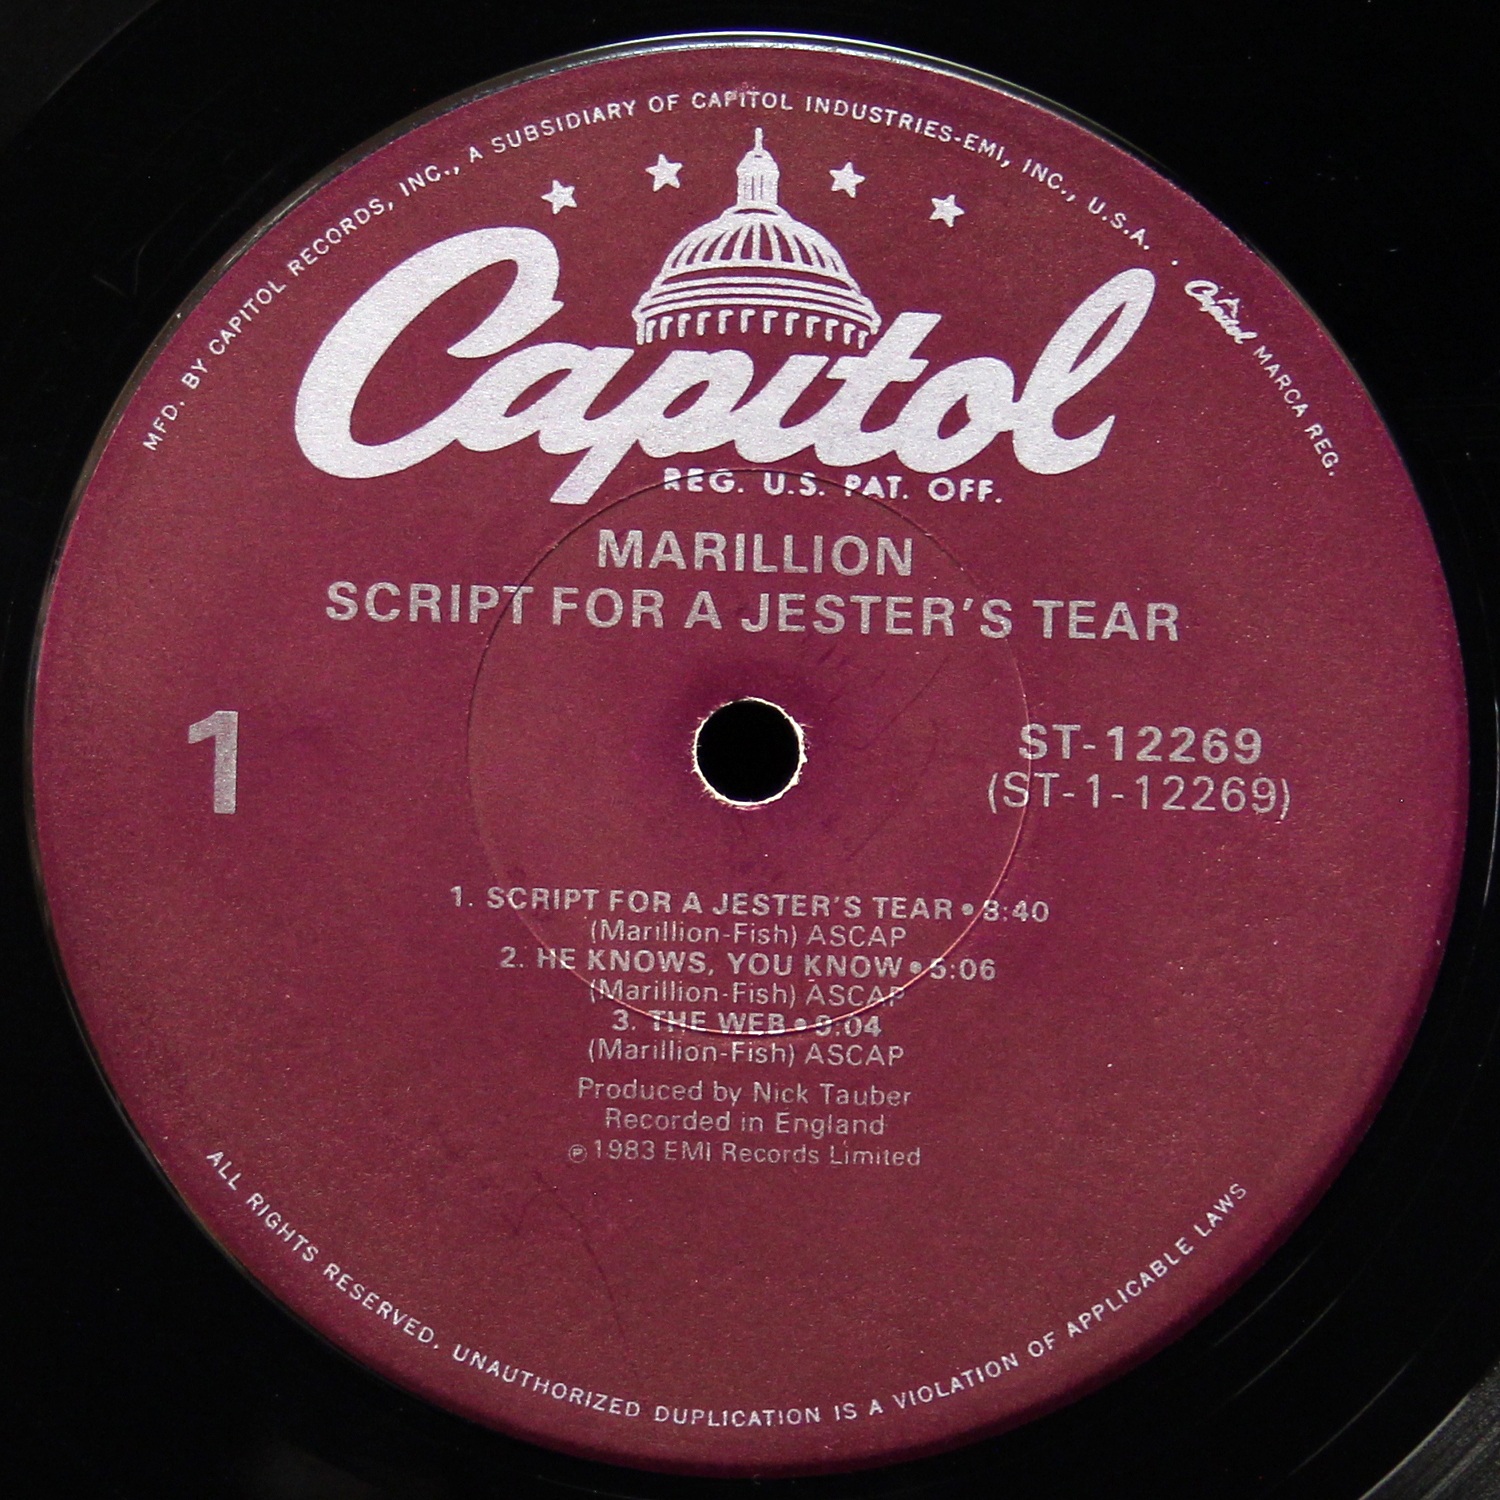 MFD. BY CAPITOL RECORDS, INC., A SUBSIDIARY OF CAPITOL INDUSTRIES-EMI, INC., U.S.A. · Capitol MARCA REG.
Capitol
REG. U.S. PAT. OFF.
MARILLION
SCRIPT FOR A JESTER'S TEAR
1
ST-12269
(ST-1-12269)
1. SCRIPT FOR A JESTER'S TEAR • 8:40
(Marillion-Fish) ASCAP
2. HE KNOWS, YOU KNOW • 5:06
(Marillion-Fish) ASCAP
3. THE WEB • 9:04
(Marillion-Fish) ASCAP
Produced by Nick Tauber
Recorded in England
℗ 1983 EMI Records Limited
ALL RIGHTS RESERVED. UNAUTHORIZED DUPLICATION IS A VIOLATION OF APPLICABLE LAWS